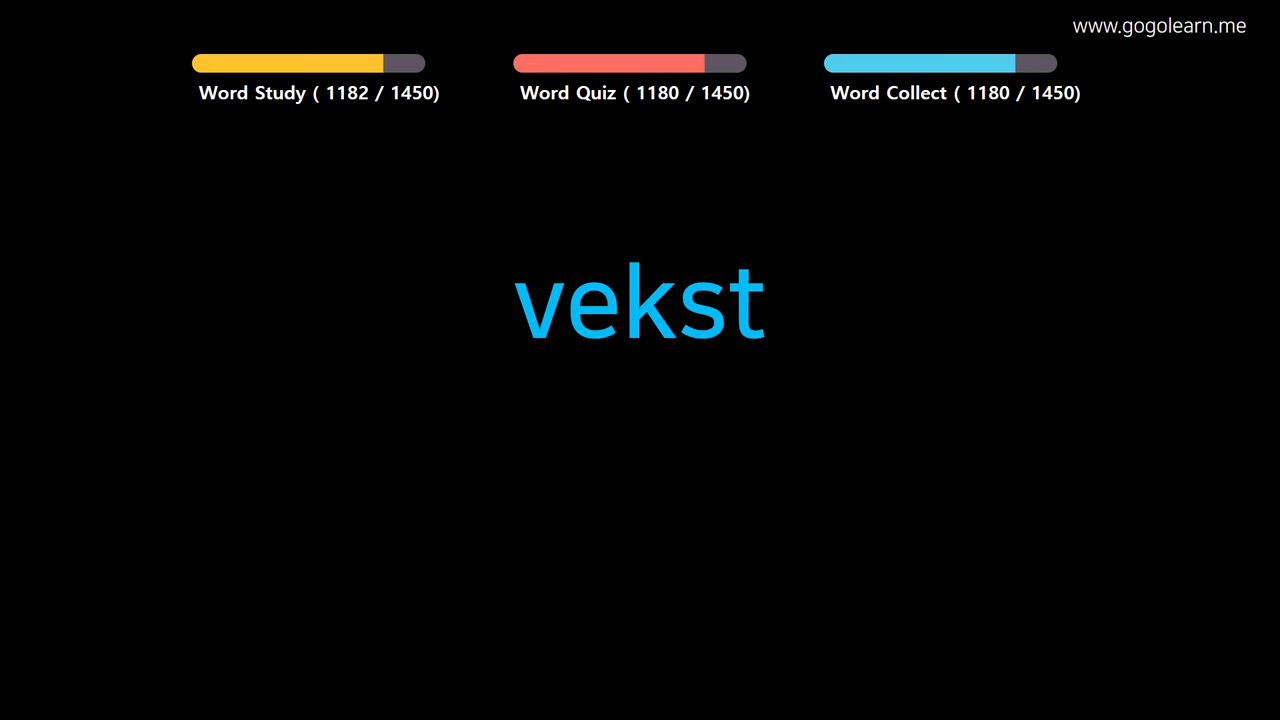 www.gogolearn.me
Word Study ( 1182 / 1450)
Word Quiz ( 1180 / 1450)
Word Collect ( 1180 / 1450)
vekst